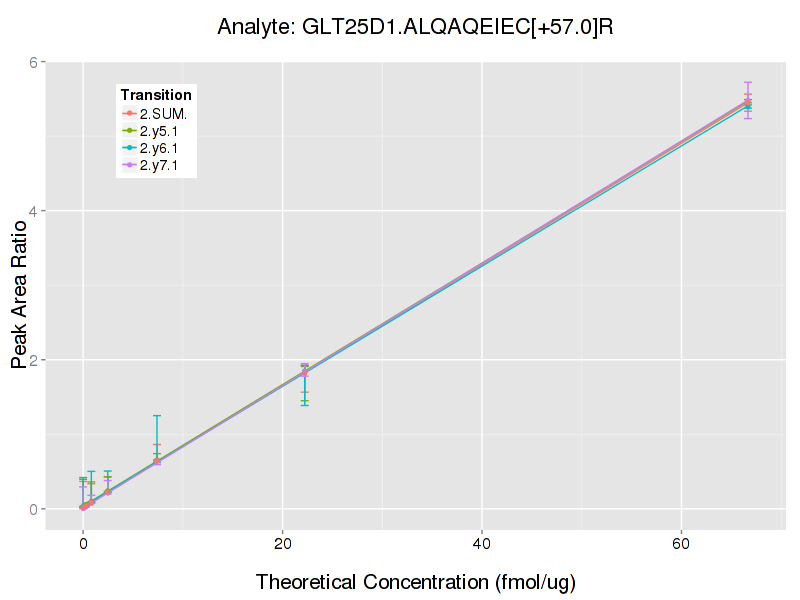 Analyte: GLT25D1.ALQAQEIEC[+57.0]R
Transition
2.SUM.
2.y5.1
2.y6.1
2.y7.1
Peak Area Ratio
6
4
2
0
0 20 40 60
Theoretical Concentration (fmol/ug)